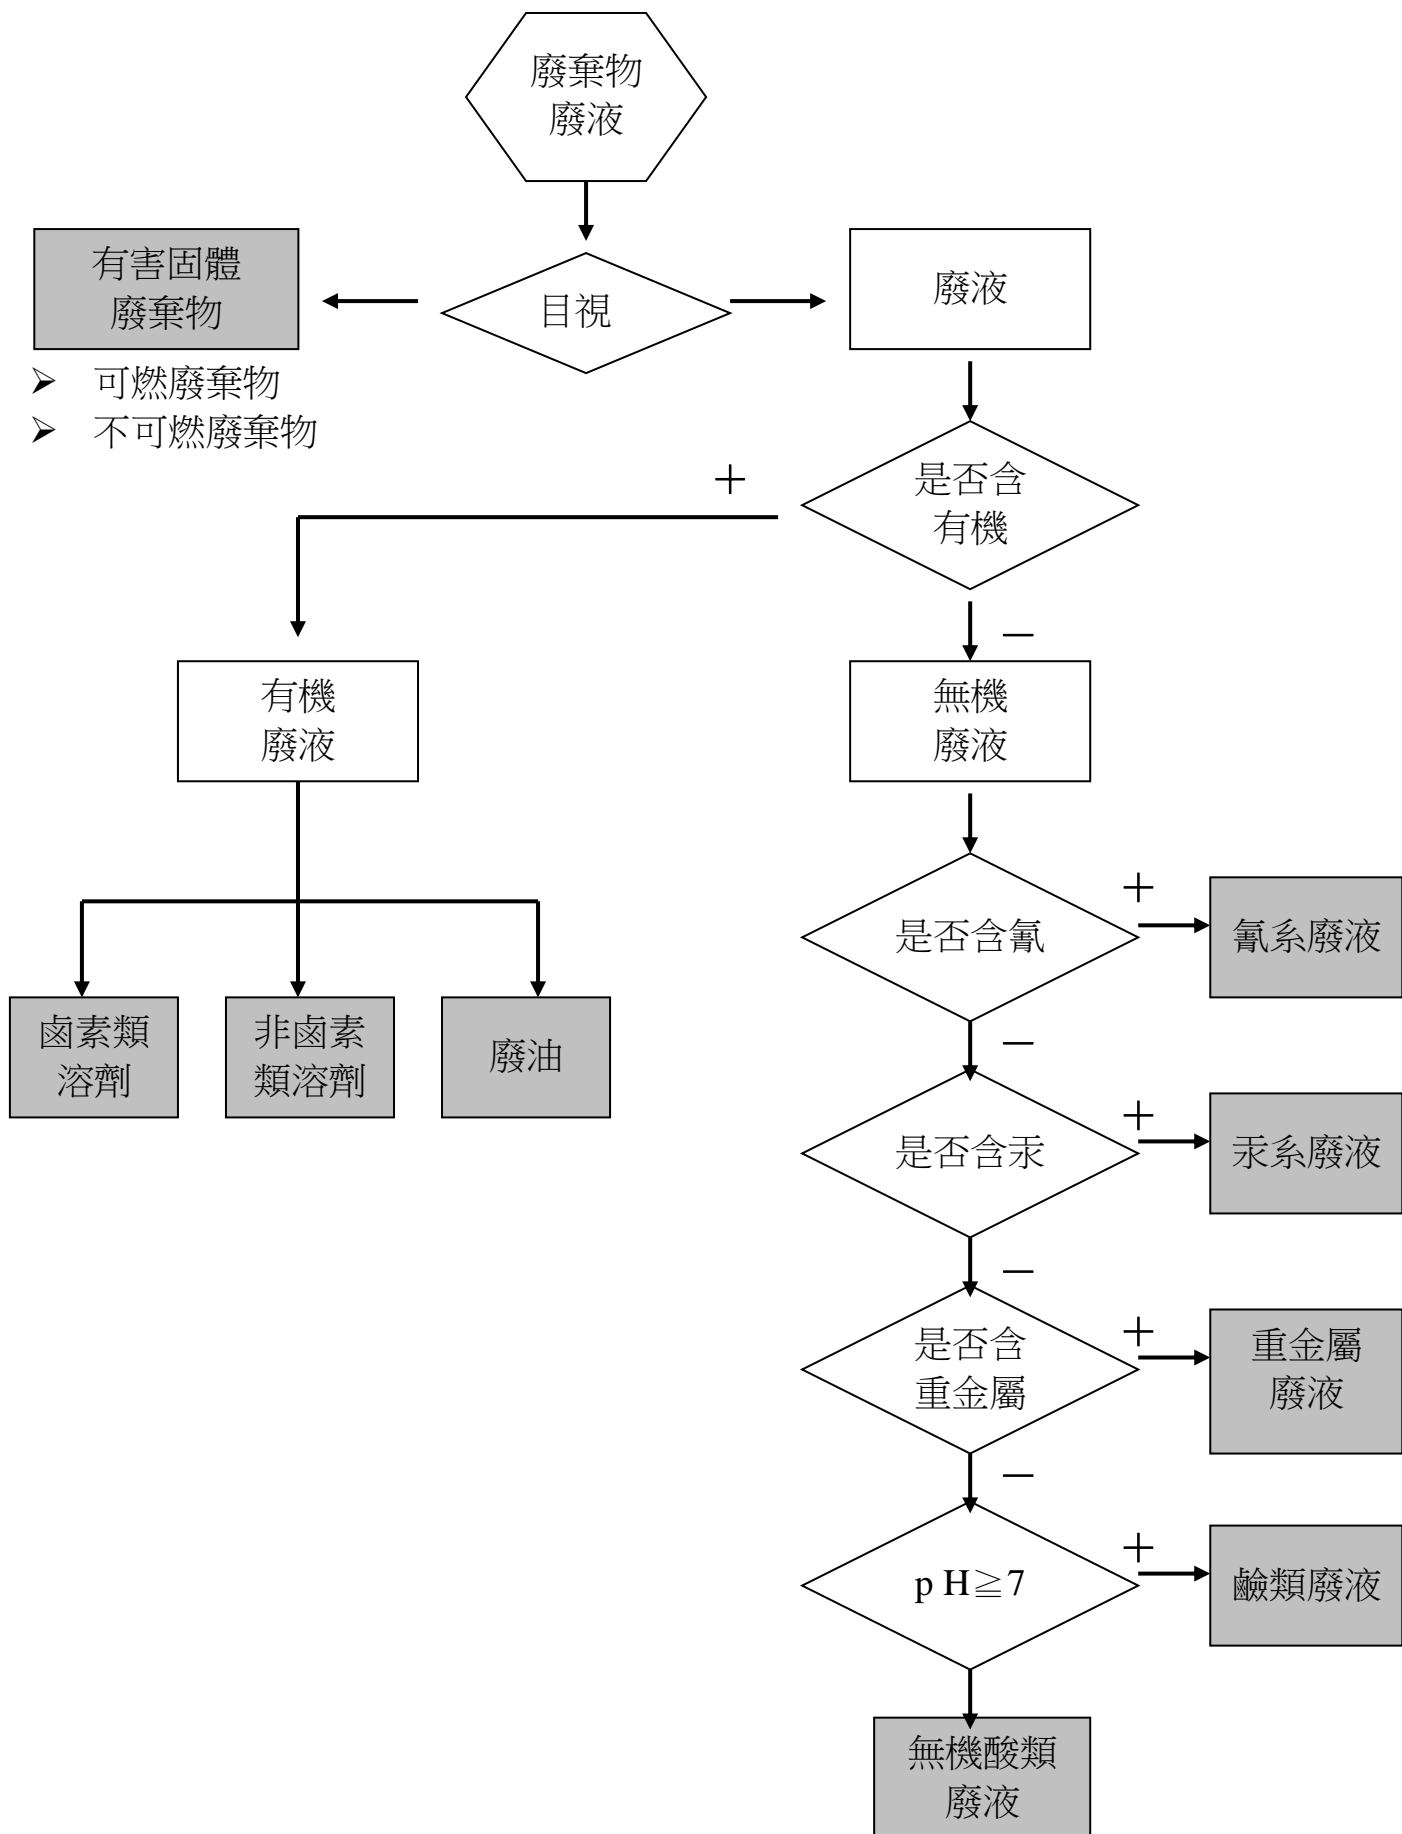 廢棄物
廢液
有害固體
廢棄物
目視
廢液
➢ 可燃廢棄物
➢ 不可燃廢棄物
+
是否含
有機
－
有機
廢液
無機
廢液
+
是否含氰
氰系廢液
鹵素類
溶劑
非鹵素
類溶劑
廢油
－
+
是否含汞
汞系廢液
－
+
是否含
重金屬
重金屬
廢液
－
+
p H≧7
鹼類廢液
無機酸類
廢液